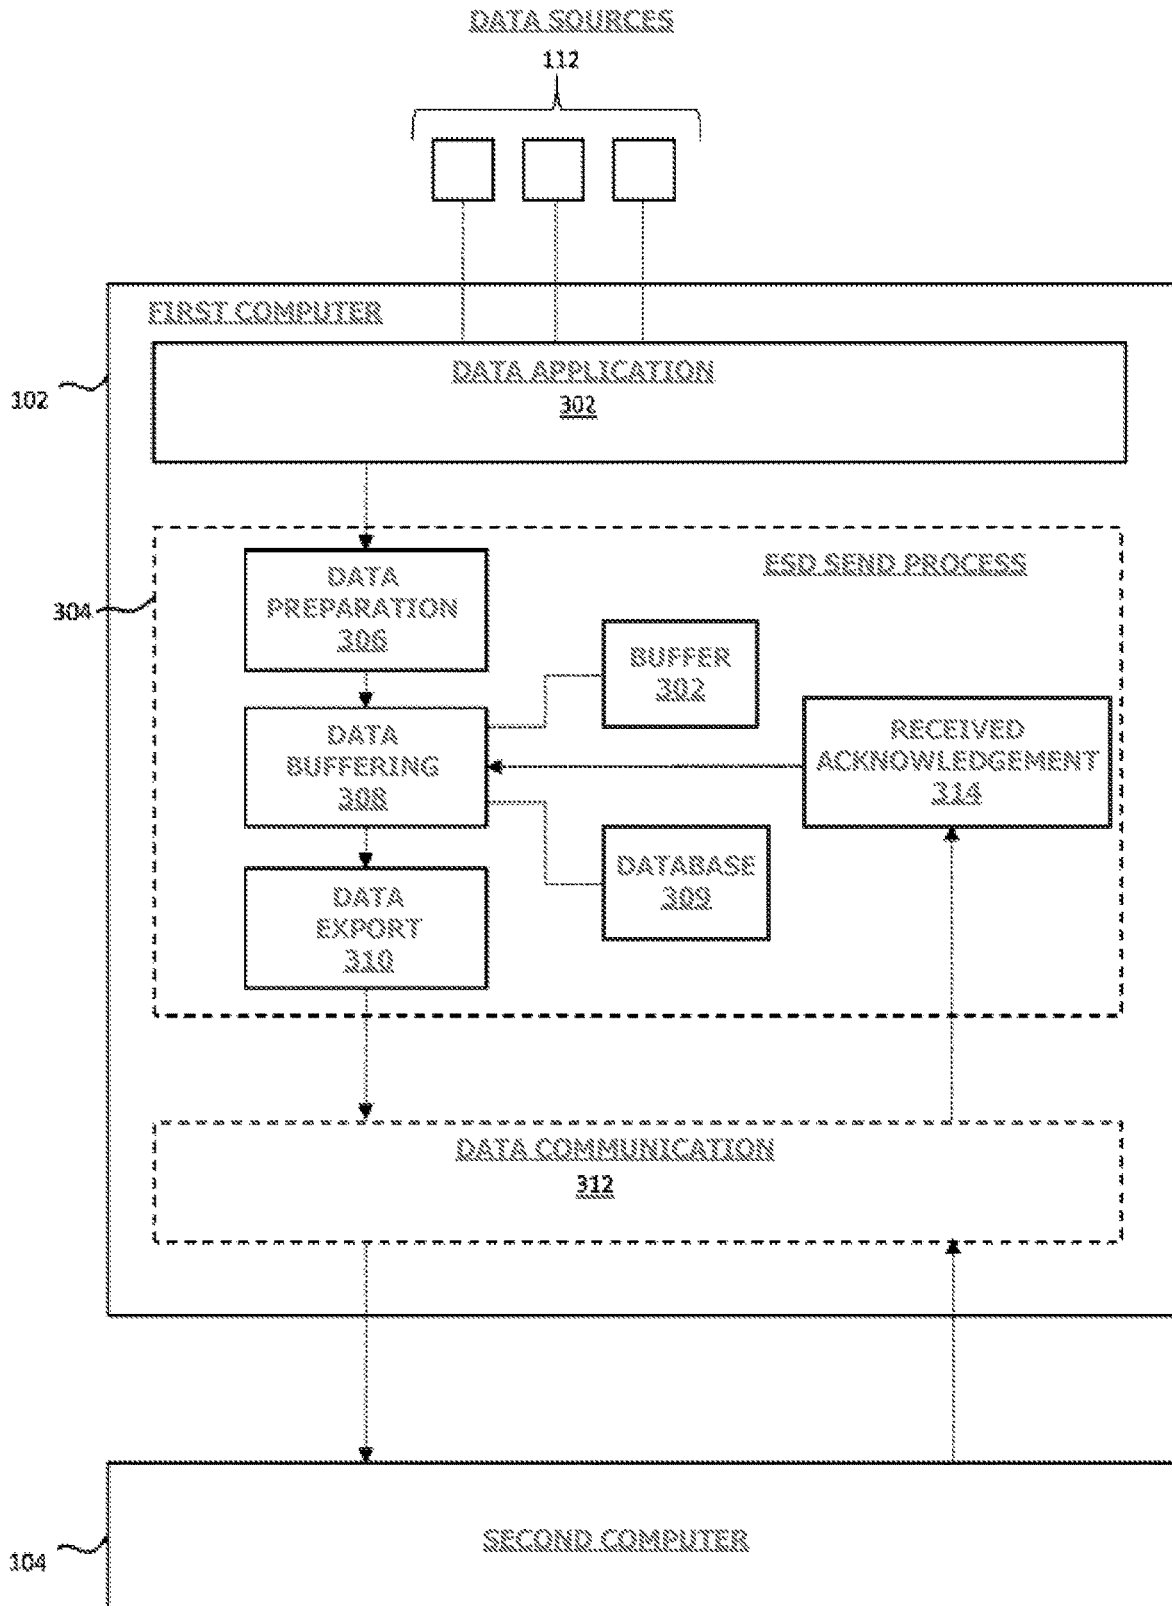 DATA SOURCES
112
FIRST COMPUTER
DATA APPLICATION
302
102
ESD SEND PROCESS
304
DATA
PREPARATION
306
BUFFER
302
DATA
BUFFERING
308
RECEIVED
ACKNOWLEDGEMENT
314
DATABASE
309
DATA
EXPORT
310
DATA COMMUNICATION
312
SECOND COMPUTER
104